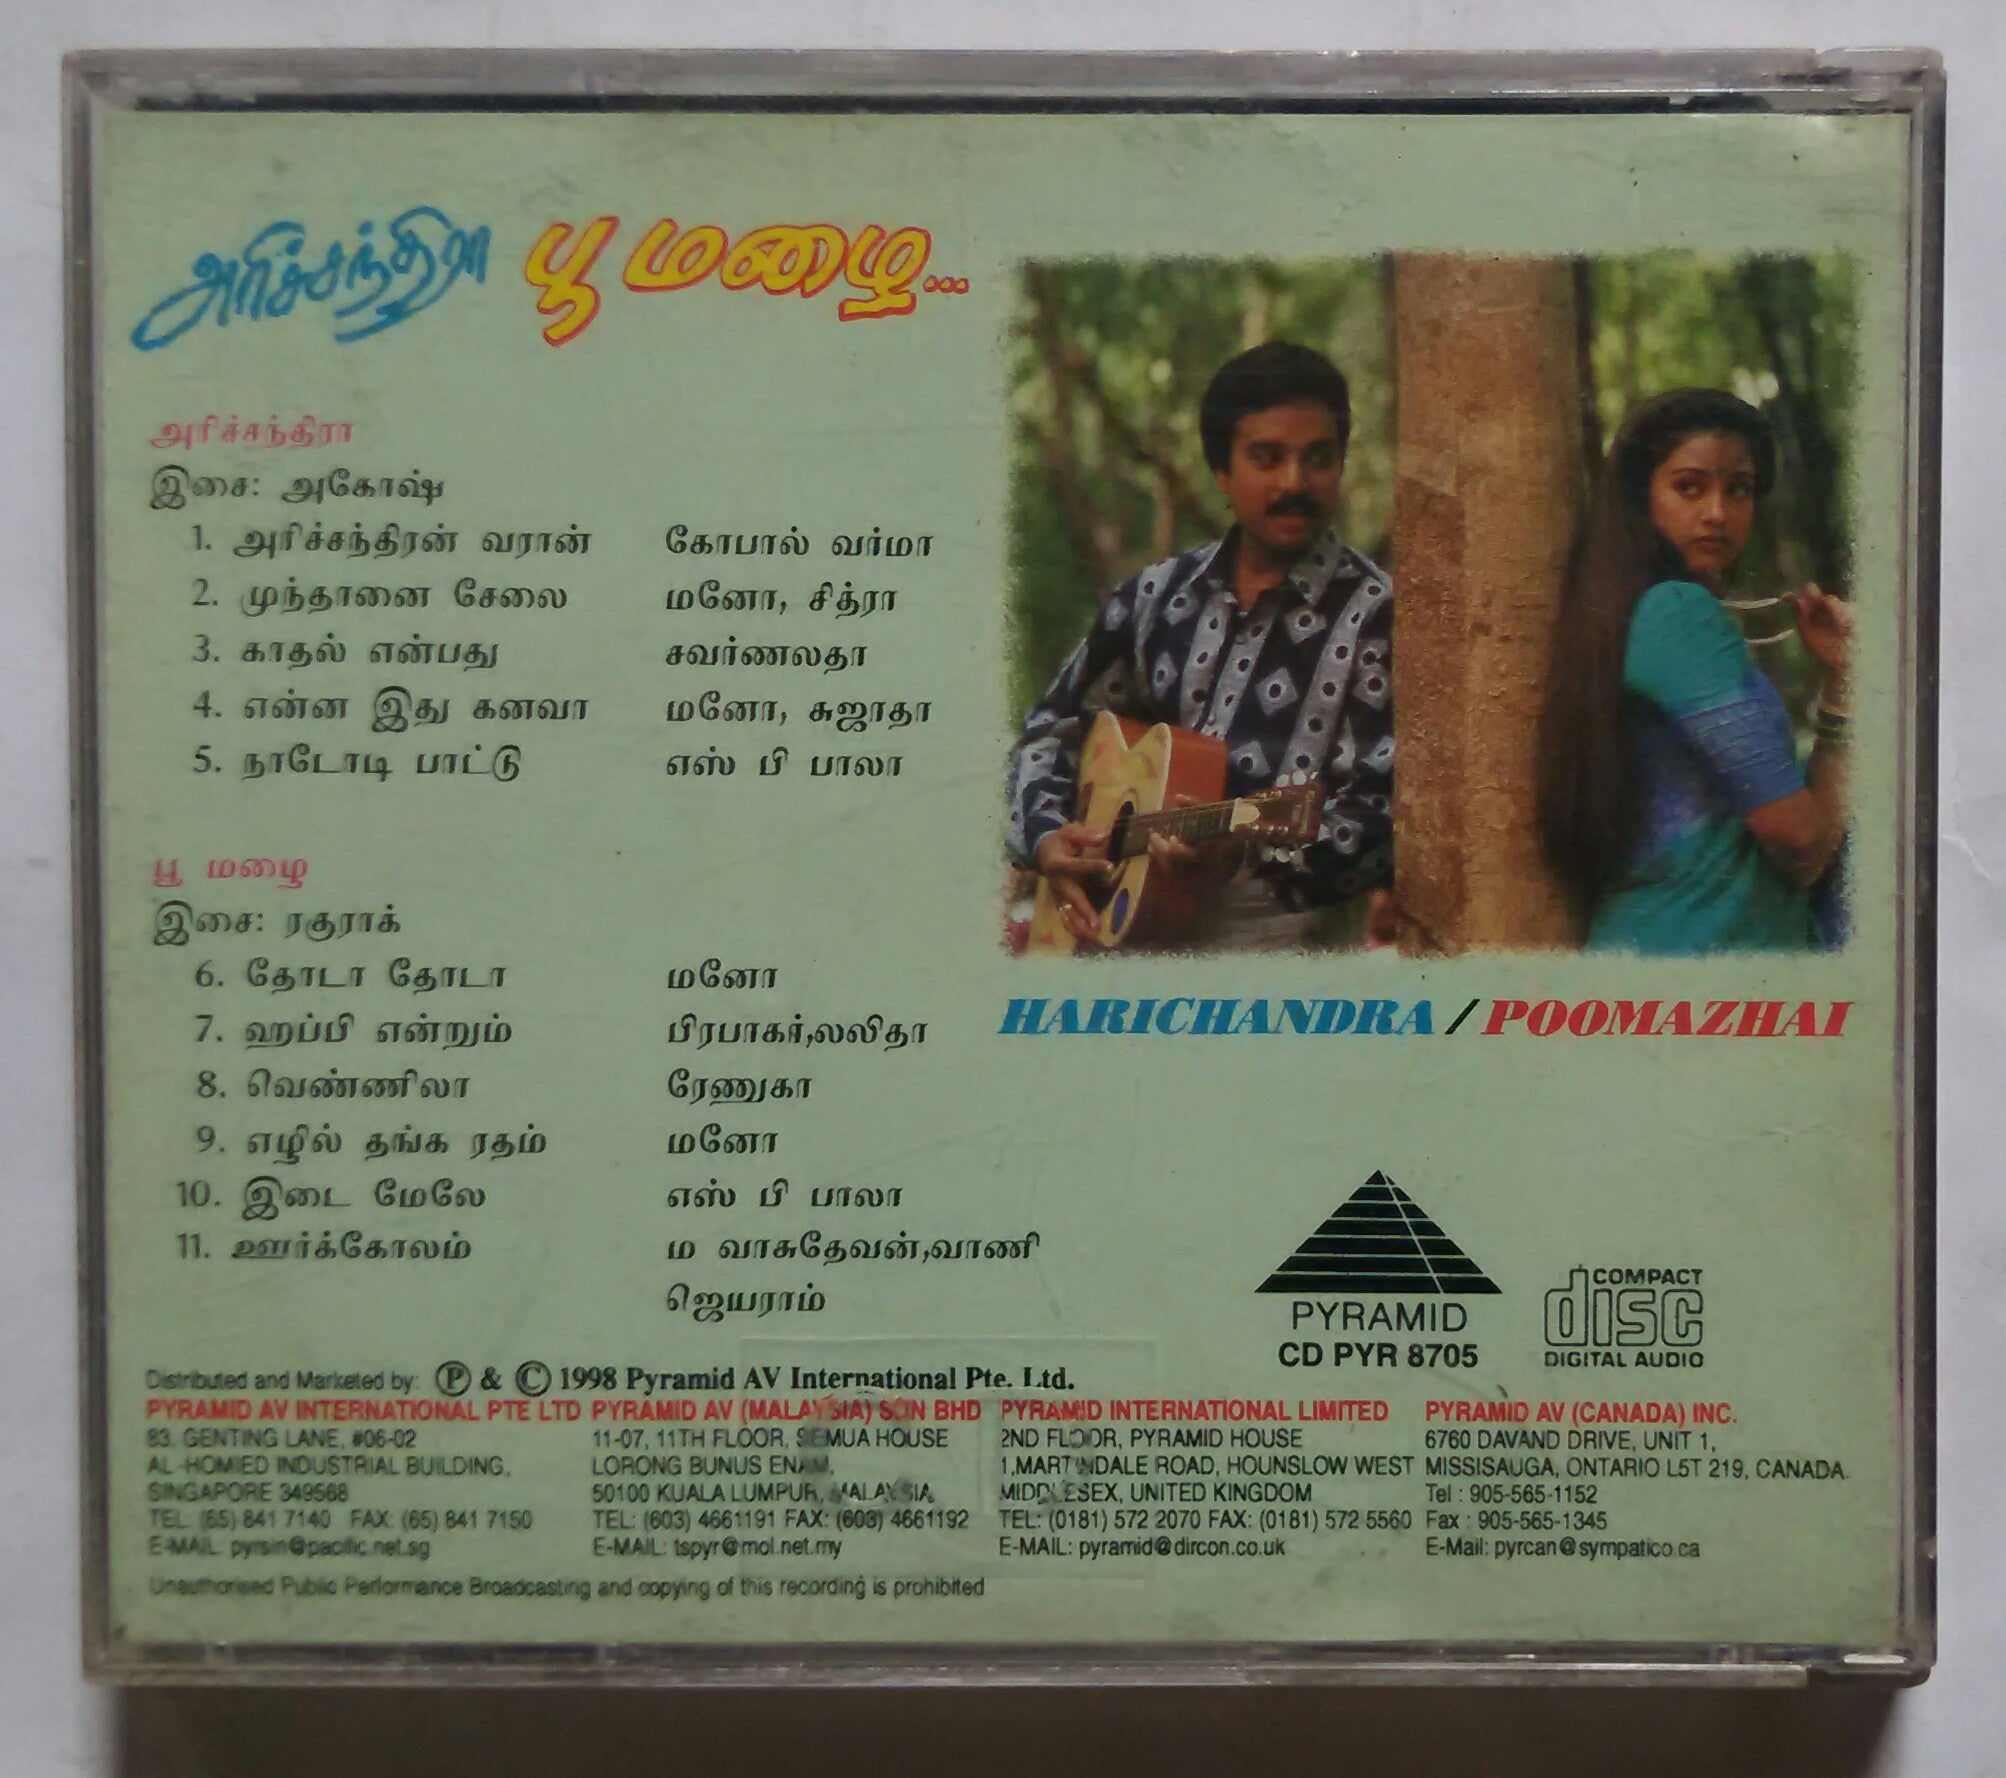 அரிச்சந்திரா பூ மழை...
அரிச்சந்திரா
இசை: அகோஷ்
1. அரிச்சந்திரன் வரான் கோபால் வர்மா
2. முந்தானை சேலை மனோ, சித்ரா
3. காதல் என்பது சவர்ணலதா
4. என்ன இது கனவா மனோ, சுஜாதா
5. நாடோடி பாட்டு எஸ் பி பாலா
பூ மழை
இசை: ரகுராக்
6. தோடா தோடா மனோ
7. ஹப்பி என்றும் பிரபாகர்,லலிதா
8. வெண்ணிலா ரேணுகா
9. எழில் தங்க ரதம் மனோ
10. இடை மேலே எஸ் பி பாலா
11. ஊர்க்கோலம் ம வாசுதேவன்,வாணி
ஜெயராம்
HARICHANDRA / POOMAZHAI
PYRAMID
CD PYR 8705
COMPACT
disc
DIGITAL AUDIO
Distributed and Marketed by: Ⓟ & © 1998 Pyramid AV International Pte. Ltd.
PYRAMID AV INTERNATIONAL PTE LTD
83, GENTING LANE, #06-02
AL-HOMIED INDUSTRIAL BUILDING,
SINGAPORE 349568
TEL: (65) 841 7140 FAX: (65) 841 7150
E-MAIL: pyrsin@pacific.net.sg
PYRAMID AV (MALAYSIA) SDN BHD
11-07, 11TH FLOOR, SEMUA HOUSE
LORONG BUNUS ENAM,
50100 KUALA LUMPUR, MALAYSIA
TEL: (603) 4661191 FAX: (603) 4661192
E-MAIL: tspyr@mol.net.my
PYRAMID INTERNATIONAL LIMITED
2ND FLOOR, PYRAMID HOUSE
1,MARTINDALE ROAD, HOUNSLOW WEST
MIDDLESEX, UNITED KINGDOM
TEL: (0181) 572 2070 FAX: (0181) 572 5560
E-MAIL: pyramid@dircon.co.uk
PYRAMID AV (CANADA) INC.
6760 DAVAND DRIVE, UNIT 1,
MISSISAUGA, ONTARIO L5T 219, CANADA.
Tel : 905-565-1152
Fax : 905-565-1345
E-Mail: pyrcan@sympatico.ca
Unauthorised Public Performance Broadcasting and copying of this recording is prohibited